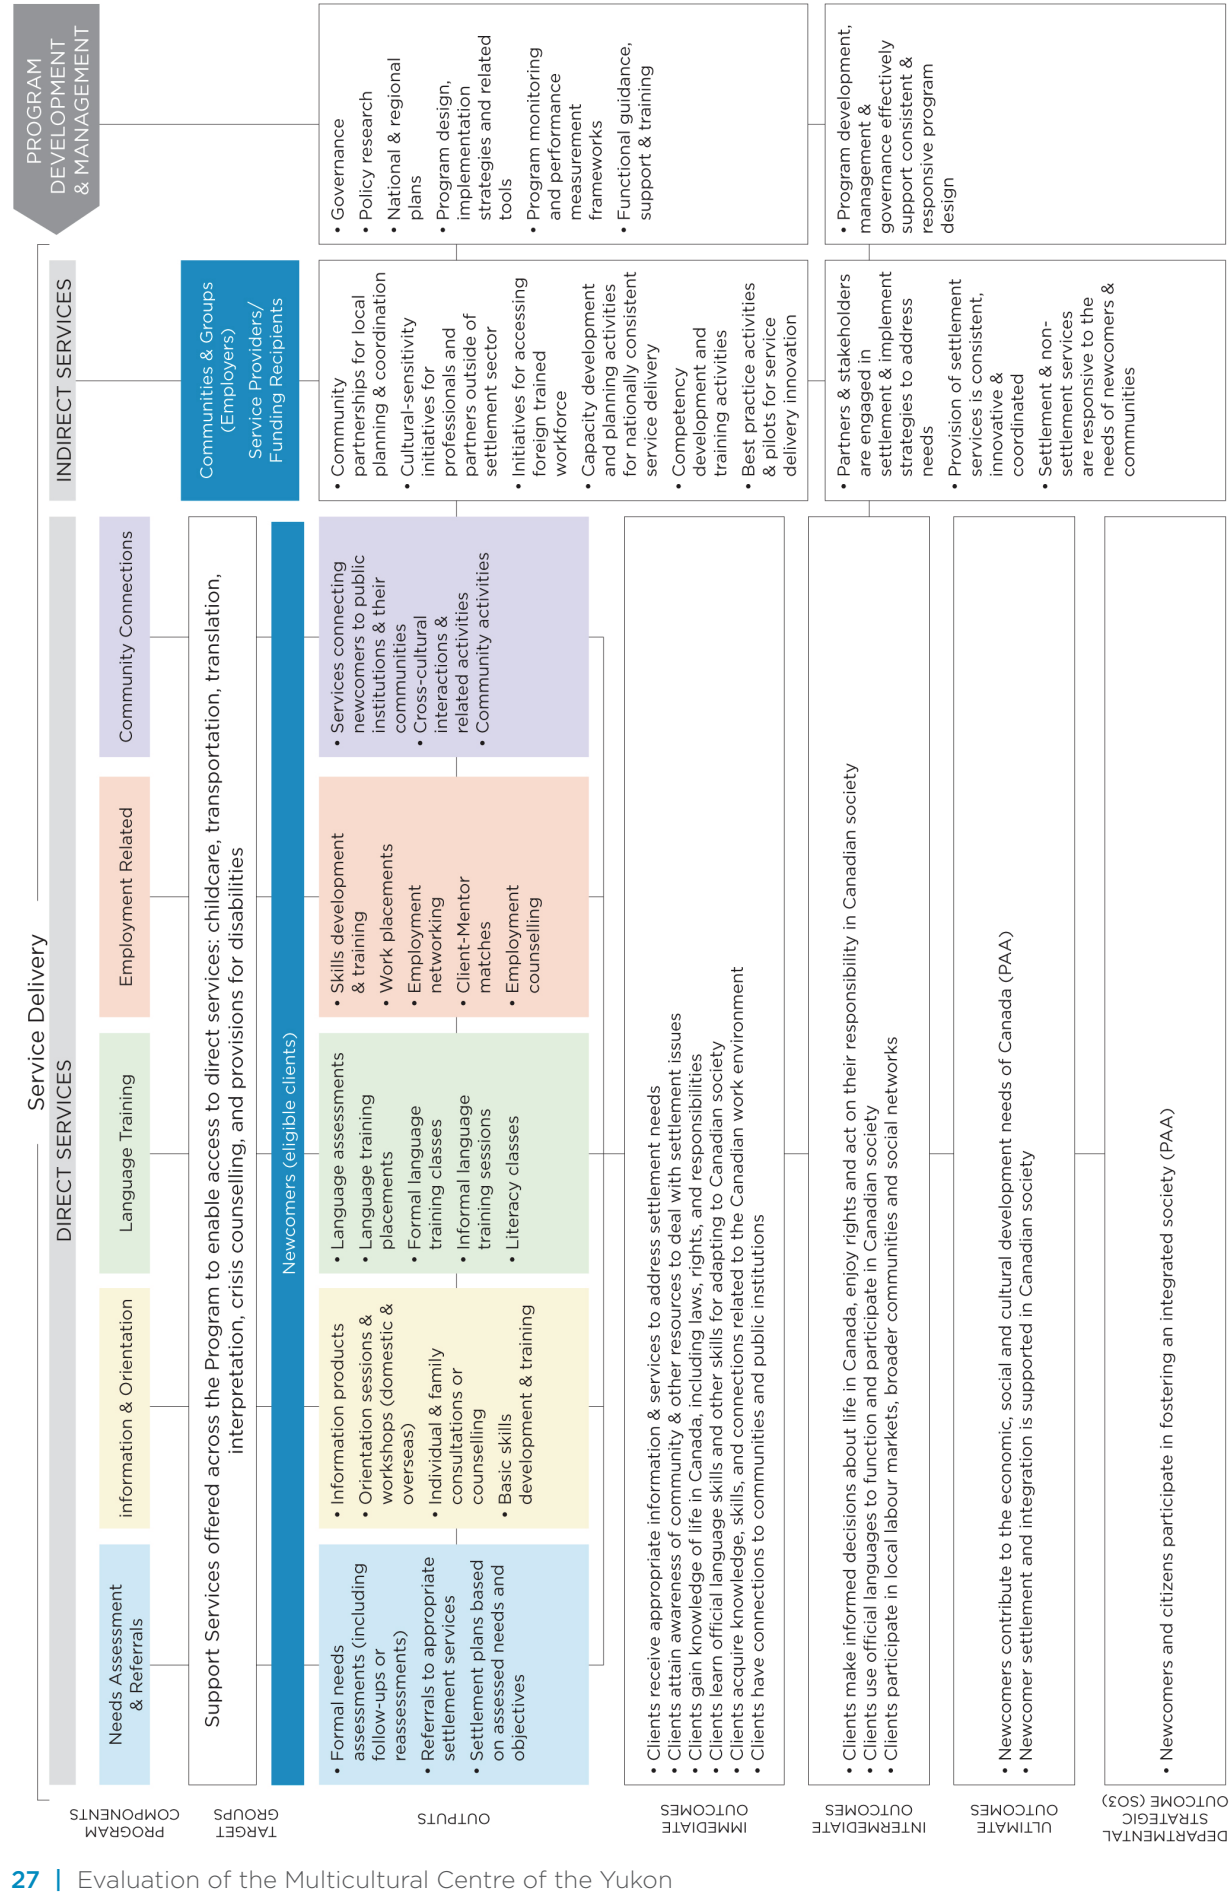 Service Delivery
DIRECT SERVICES
INDIRECT SERVICES
PROGRAM
DEVELOPMENT
& MANAGEMENT
PROGRAM
COMPONENTS
Needs Assessment
& Referrals
information & Orientation
Language Training
Employment Related
Community Connections
TARGET
GROUPS
Support Services offered across the Program to enable access to direct services: childcare, transportation, translation,
interpretation, crisis counselling, and provisions for disabilities
Newcomers (eligible clients)
Communities & Groups
(Employers)
Service Providers/
Funding Recipients
OUTPUTS
• Formal needs
assessments (including
follow-ups or
reassessments)
• Referrals to appropriate
settlement services
• Settlement plans based
on assessed needs and
objectives
• Information products
• Orientation sessions &
workshops (domestic &
overseas)
• Individual & family
consultations or
counselling
• Basic skills
development & training
• Language assessments
• Language training
placements
• Formal language
training classes
• Informal language
training sessions
• Literacy classes
• Skills development
& training
• Work placements
• Employment
networking
• Client-Mentor
matches
• Employment
counselling
• Services connecting
newcomers to public
institutions & their
communities
• Cross-cultural
interactions &
related activities
• Community activities
• Community
partnerships for local
planning & coordination
• Cultural-sensitivity
initiatives for
professionals and
partners outside of
settlement sector
• Initiatives for accessing
foreign trained
workforce
• Capacity development
and planning activities
for nationally consistent
service delivery
• Competency
development and
training activities
• Best practice activities
& pilots for service
delivery innovation
• Governance
• Policy research
• National & regional
plans
• Program design,
implementation
strategies and related
tools
• Program monitoring
and performance
measurement
frameworks
• Functional guidance,
support & training
IMMEDIATE
OUTCOMES
• Clients receive appropriate information & services to address settlement needs
• Clients attain awareness of community & other resources to deal with settlement issues
• Clients gain knowledge of life in Canada, including laws, rights, and responsibilities
• Clients learn official language skills and other skills for adapting to Canadian society
• Clients acquire knowledge, skills, and connections related to the Canadian work environment
• Clients have connections to communities and public institutions
INTERMEDIATE
OUTCOMES
• Clients make informed decisions about life in Canada, enjoy rights and act on their responsibility in Canadian society
• Clients use official languages to function and participate in Canadian society
• Clients participate in local labour markets, broader communities and social networks
• Partners & stakeholders
are engaged in
settlement & implement
strategies to address
needs
• Provision of settlement
services is consistent,
innovative &
coordinated
• Settlement & non-
settlement services
are responsive to the
needs of newcomers &
communities
• Program development,
management &
governance effectively
support consistent &
responsive program
design
ULTIMATE
OUTCOMES
• Newcomers contribute to the economic, social and cultural development needs of Canada (PAA)
• Newcomer settlement and integration is supported in Canadian society
DEPARTMENTAL
STRATEGIC
OUTCOME (SO3)
• Newcomers and citizens participate in fostering an integrated society (PAA)
27 | Evaluation of the Multicultural Centre of the Yukon